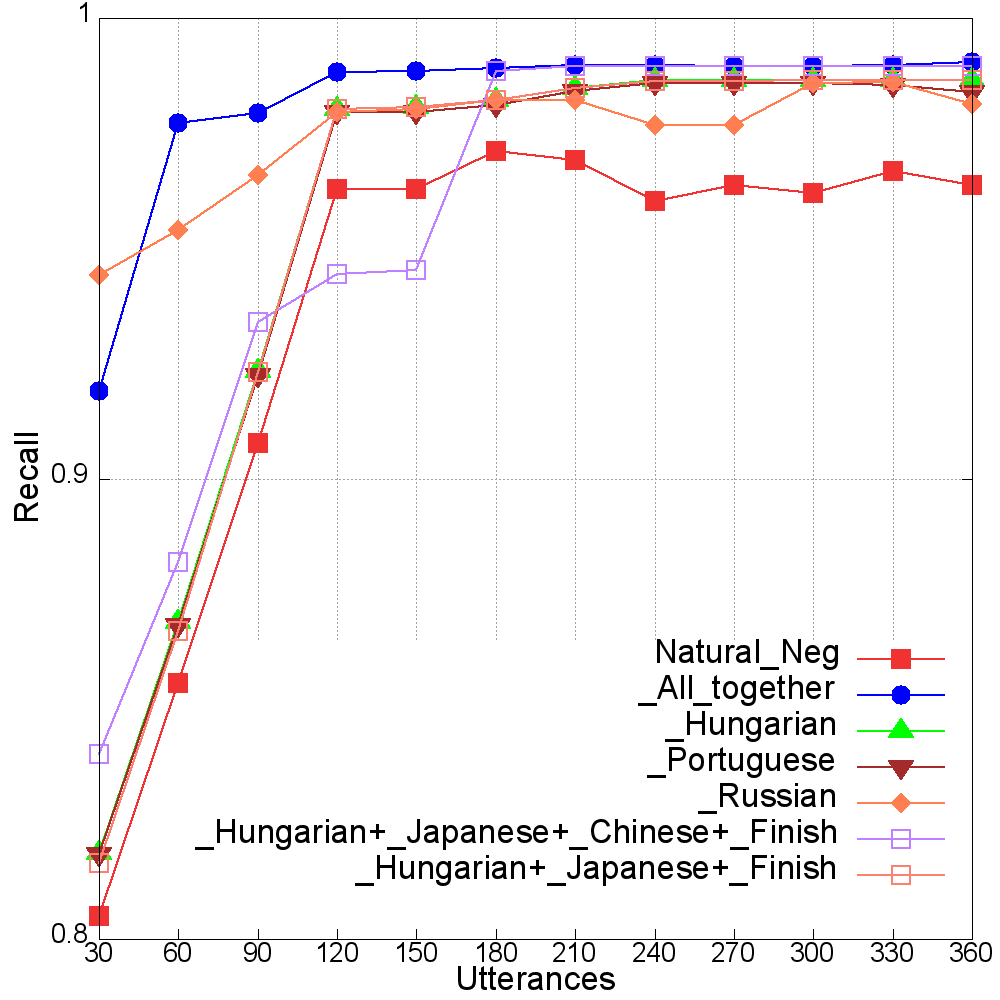 1
0.9
0.8
Recall
Natural_Neg
_All_together
_Hungarian
_Portuguese
_Russian
_Hungarian+_Japanese+_Chinese+_Finish
_Hungarian+_Japanese+_Finish
30 60 90 120 150 180 210 240 270 300 330 360
Utterances